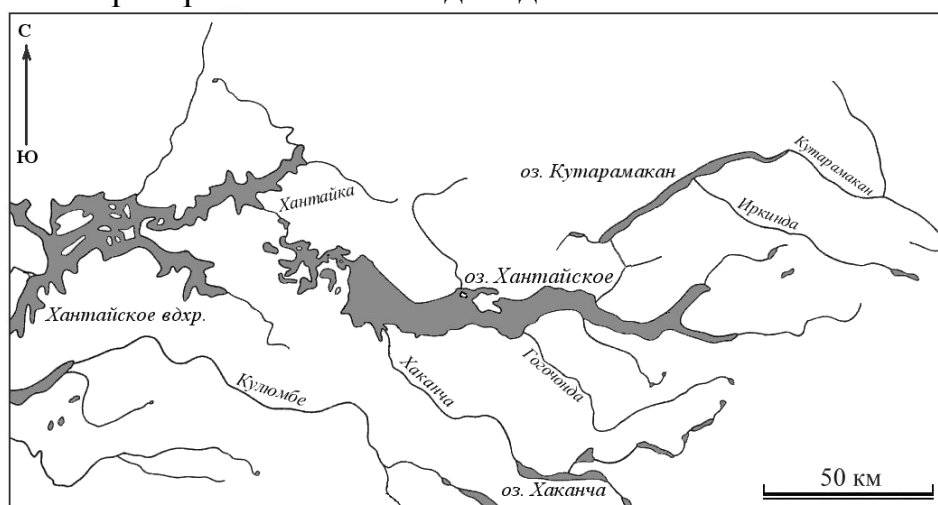 С
Ю
оз. Кутарамакан
Кутарамакан
Иркинда
Хантайка
оз. Хантайское
Хантайское вдхр.
Кулюмбе
Хаканча
Гогочонда
оз. Хаканча
50 км